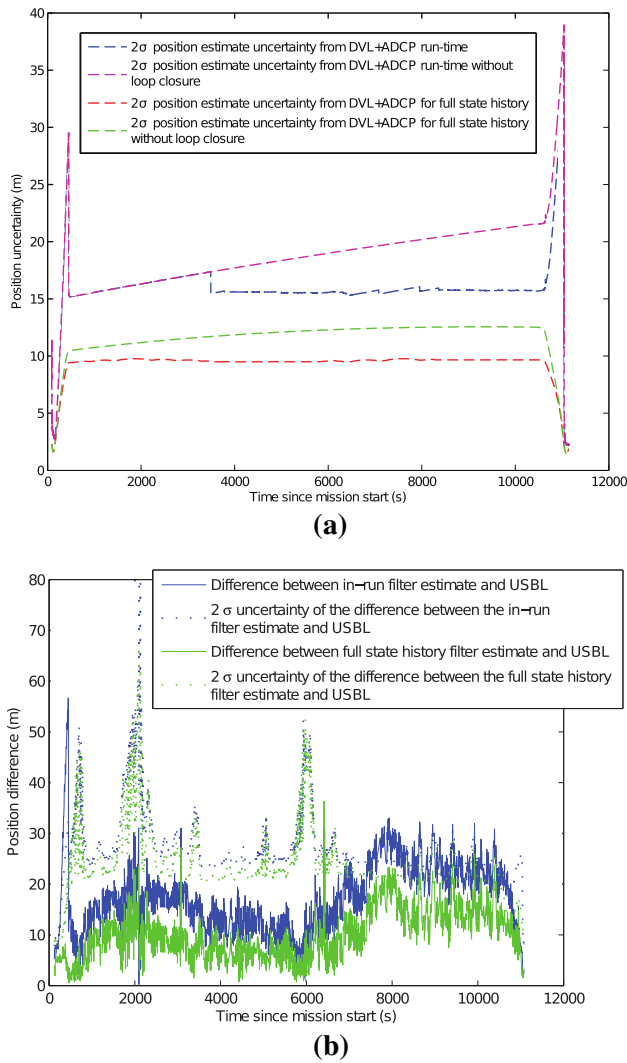 40
35
30
25
20
15
10
5
0
Position uncertainty (m)
2σ position estimate uncertainty from DVL+ADCP run-time
2σ position estimate uncertainty from DVL+ADCP run-time without
loop closure
2σ position estimate uncertainty from DVL+ADCP for full state history
2σ position estimate uncertainty from DVL+ADCP for full state history
without loop closure
0 2000 4000 6000 8000 10000 12000
Time since mission start (s)
(a)
80
70
60
50
40
30
20
10
0
Position difference (m)
Difference between in−run filter estimate and USBL
2 σ uncertainty of the difference between the in−run
filter estimate and USBL
Difference between full state history filter estimate and USBL
2 σ uncertainty of the difference between the full state history
filter estimate and USBL
0 2000 4000 6000 8000 10000 12000
Time since mission start (s)
(b)